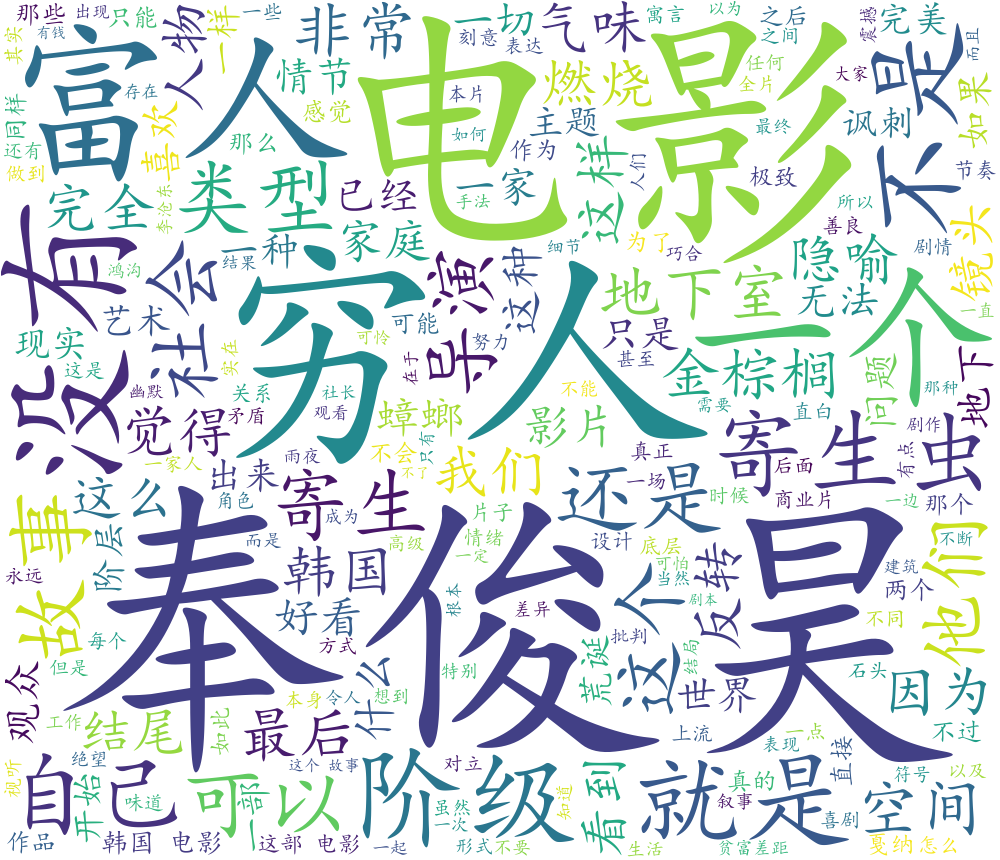 那些
出现
只能
人物
一样
一些
非常
一切
刻意
表达
气味
寓言
以为
之后
之间
震撼
完美
而且
其实
有钱
富人
电影
情节
感觉
本片
如何
燃烧
主题
作为
任何
全片
大家
最终
讽刺
不是
如果
同样
还有
做到
存在
喜欢
那么
李沧东
完全
类型
已经
一家
手法
这样
人们
极致
所以
善良
节奏
没有
鸿沟
社会
结果
一种
家庭
导演
这种
细节
为了
巧合
隐喻
剧情
镜头
穷人
地下室
一个
无法
一直
现实
这是
艺术
实在
可怜
可能
在于
努力
只是
甚至
金棕榈
问题
那种
地下
幽默
关系
社长
不能
需要
直白
剧作
觉得
矛盾
观看
蟑螂
只有
影片
寄生虫
有点
一家人
不会
不了
我们
真正
后面
出来
雨夜
一场
时候
商业片
一边
那个
故事
这么
阶层
角色
寄生
成为
片子
情绪
还是
设计
底层
他们
不断
永远
而是
韩国
高级
一定
可怕
当然
反转
建筑
两个
奉俊昊
好看
根本
差异
这个
剧本
不同
每个
方式
批判
荒诞
结局
石头
因为
观众
但是
特别
世界
工作
结尾
如此
最后
本身
令人
什么
想到
上流
表现
一点
直接
不过
视听
绝望
这个 故事
对立
自己
开始
味道
可以
一部
阶级
虽然
一次
知道
看到
就是
真的
叙事
符号
以及
喜剧
空间
作品
韩国 电影
这部 电影
一起
形式
不要
生活
贫富差距
戛纳
怎么